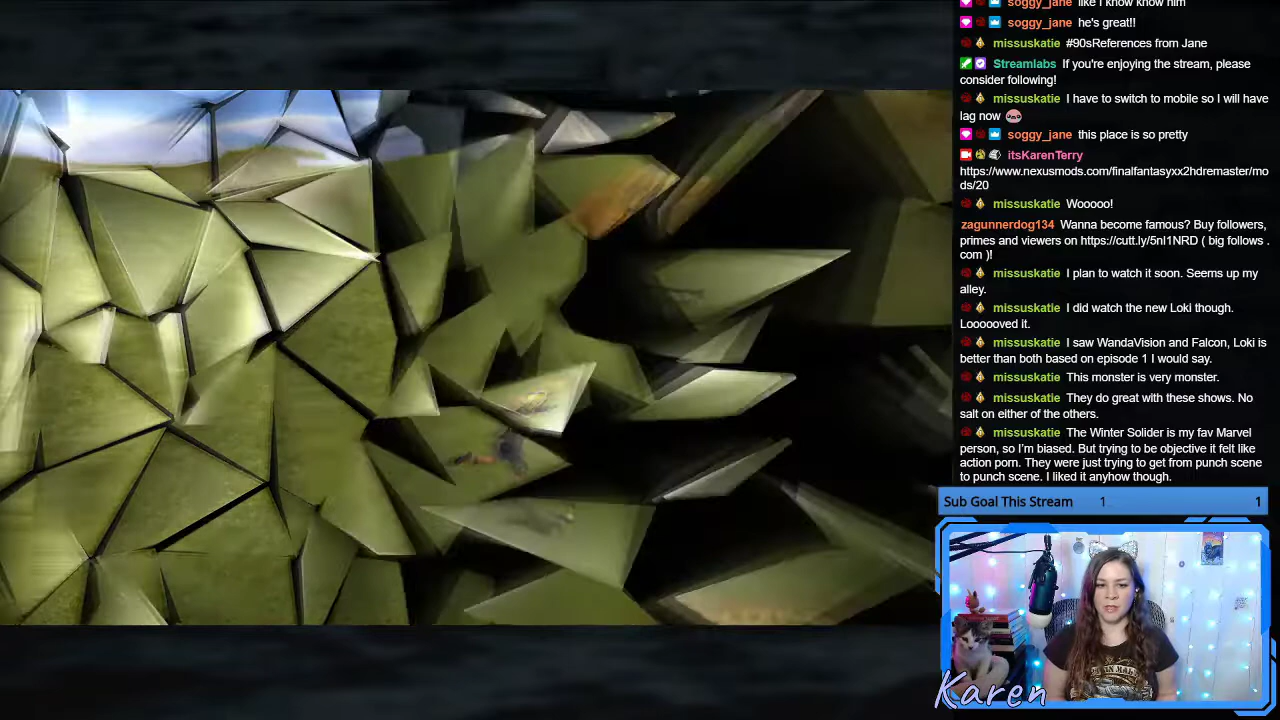 soggy_jane like I know know him
soggy_jane he's great!!
missuskatie #90sReferences from Jane
Streamlabs If you're enjoying the stream, please
consider following!
missuskatie I have to switch to mobile so I will have
lag now
soggy_jane this place is so pretty
itsKarenTerry
https://www.nexusmods.com/finalfantasyxx2hdremaster/mo
ds/20
missuskatie Wooooo!
zagunnerdog134 Wanna become famous? Buy followers,
primes and viewers on https://cutt.ly/5nI1NRD ( big follows .
com )!
missuskatie I plan to watch it soon. Seems up my
alley.
missuskatie I did watch the new Loki though.
Looooved it.
missuskatie I saw WandaVision and Falcon, Loki is
better than both based on episode 1 I would say.
missuskatie This monster is very monster.
missuskatie They do great with these shows. No
salt on either of the others.
missuskatie The Winter Solider is my fav Marvel
person, so I'm biased. But trying to be objective it felt like
action porn. They were just trying to get from punch scene
to punch scene. I liked it anyhow though.
Sub Goal This Stream 1 1
Karen